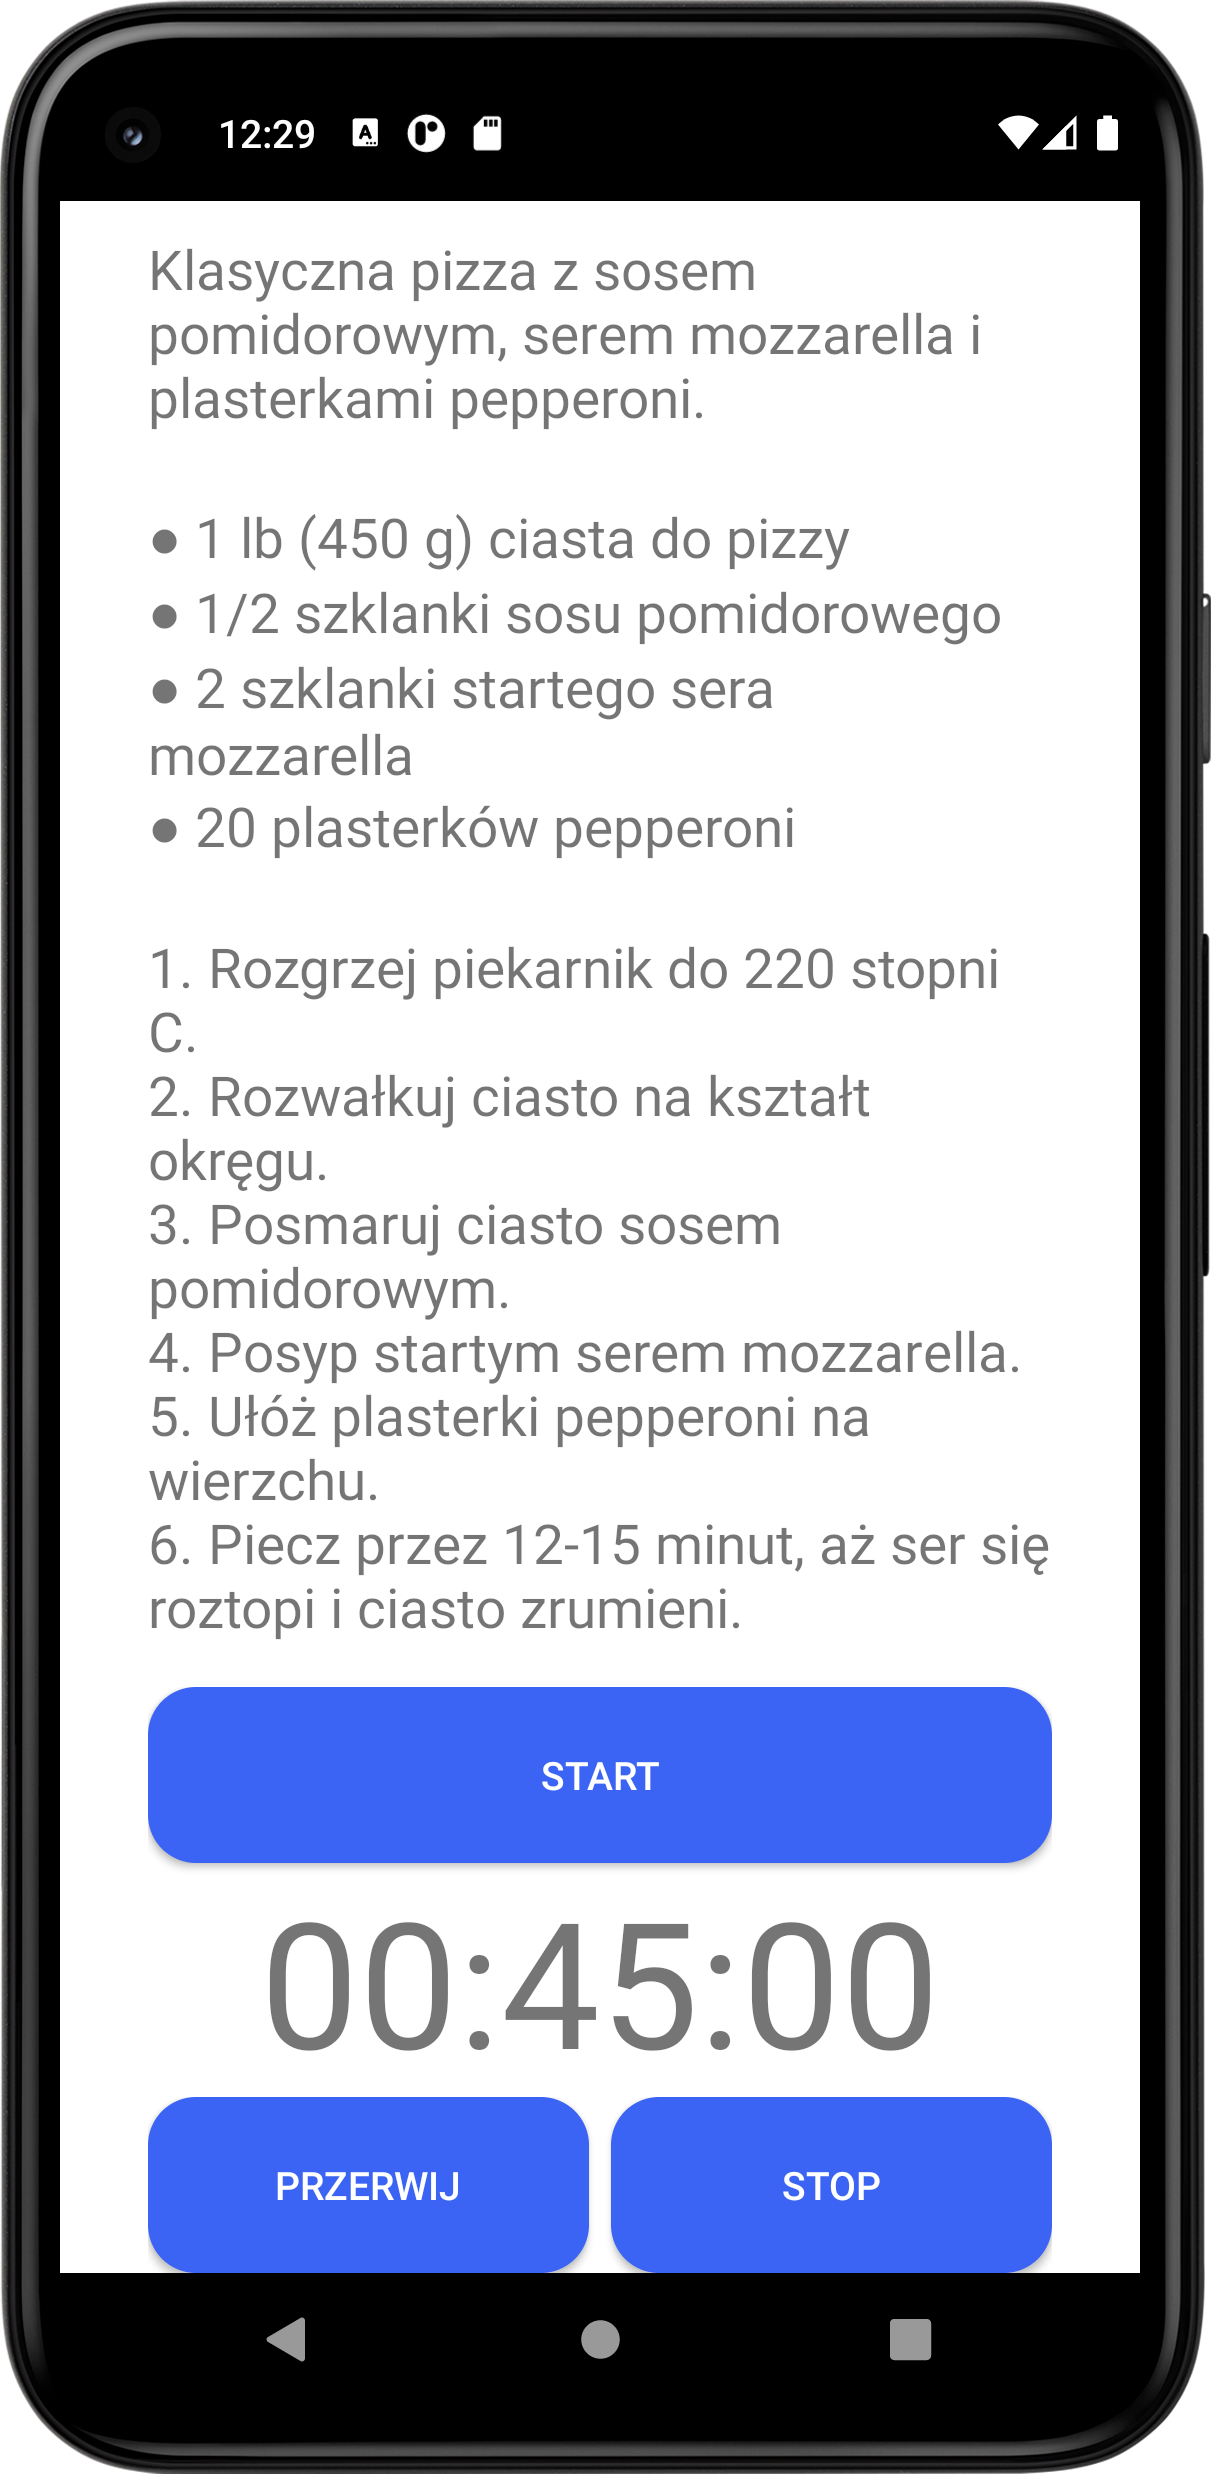 12:29
Klasyczna pizza z sosem
pomidorowym, serem mozzarella i
plasterkami pepperoni.
● 1 lb (450 g) ciasta do pizzy
● 1/2 szklanki sosu pomidorowego
● 2 szklanki startego sera
mozzarella
● 20 plasterków pepperoni
1. Rozgrzej piekarnik do 220 stopni
C.
2. Rozwałkuj ciasto na kształt
okręgu.
3. Posmaruj ciasto sosem
pomidorowym.
4. Posyp startym serem mozzarella.
5. Ułóż plasterki pepperoni na
wierzchu.
6. Piecz przez 12-15 minut, aż ser się
roztopi i ciasto zrumieni.
START
00:45:00
PRZERWIJ
STOP